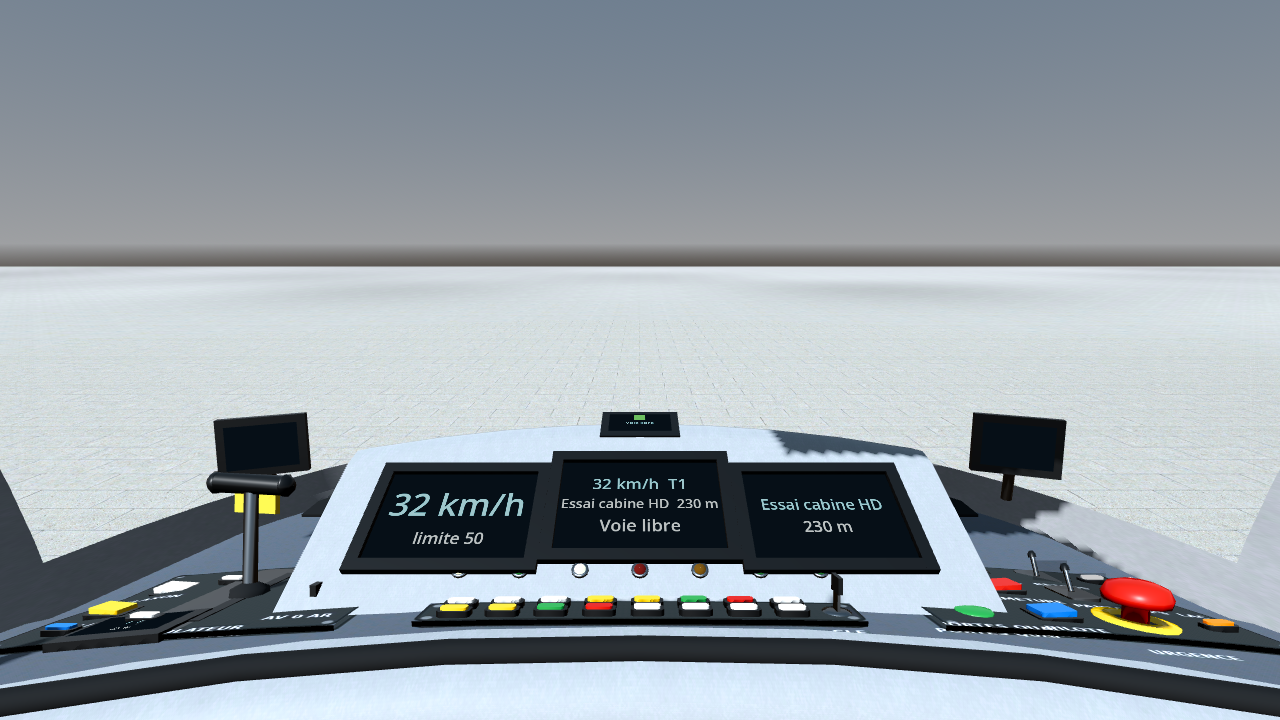 VOIE LIBRE
32 km/h
limite 50
32 km/h T1
Essai cabine HD 230 m
Voie libre
Essai cabine HD
230 m
AV 0 AR
URGENCE